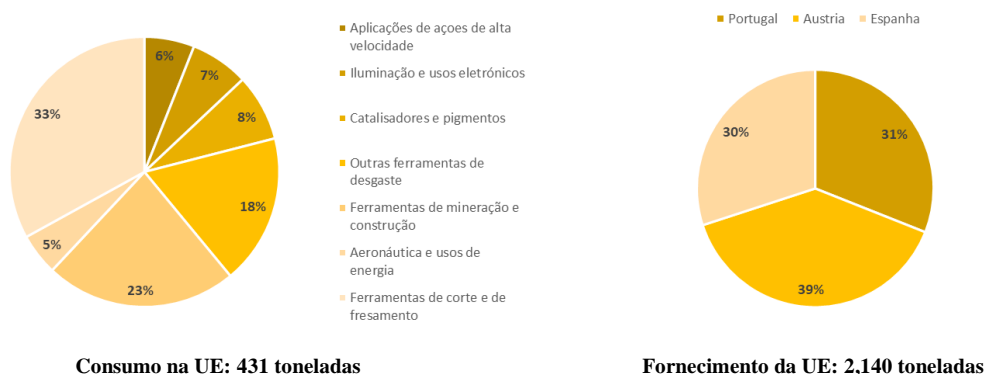 6%
7%
8%
18%
23%
5%
33%
Aplicações de açoes de alta
velocidade
Iluminação e usos eletrónicos
Catalisadores e pigmentos
Outras ferramentas de
desgaste
Ferramentas de mineração e
construção
Aeronáutica e usos de
energia
Ferramentas de corte e de
fresamento
Consumo na UE: 431 toneladas
Portugal Austria Espanha
31%
39%
30%
Fornecimento da UE: 2,140 toneladas